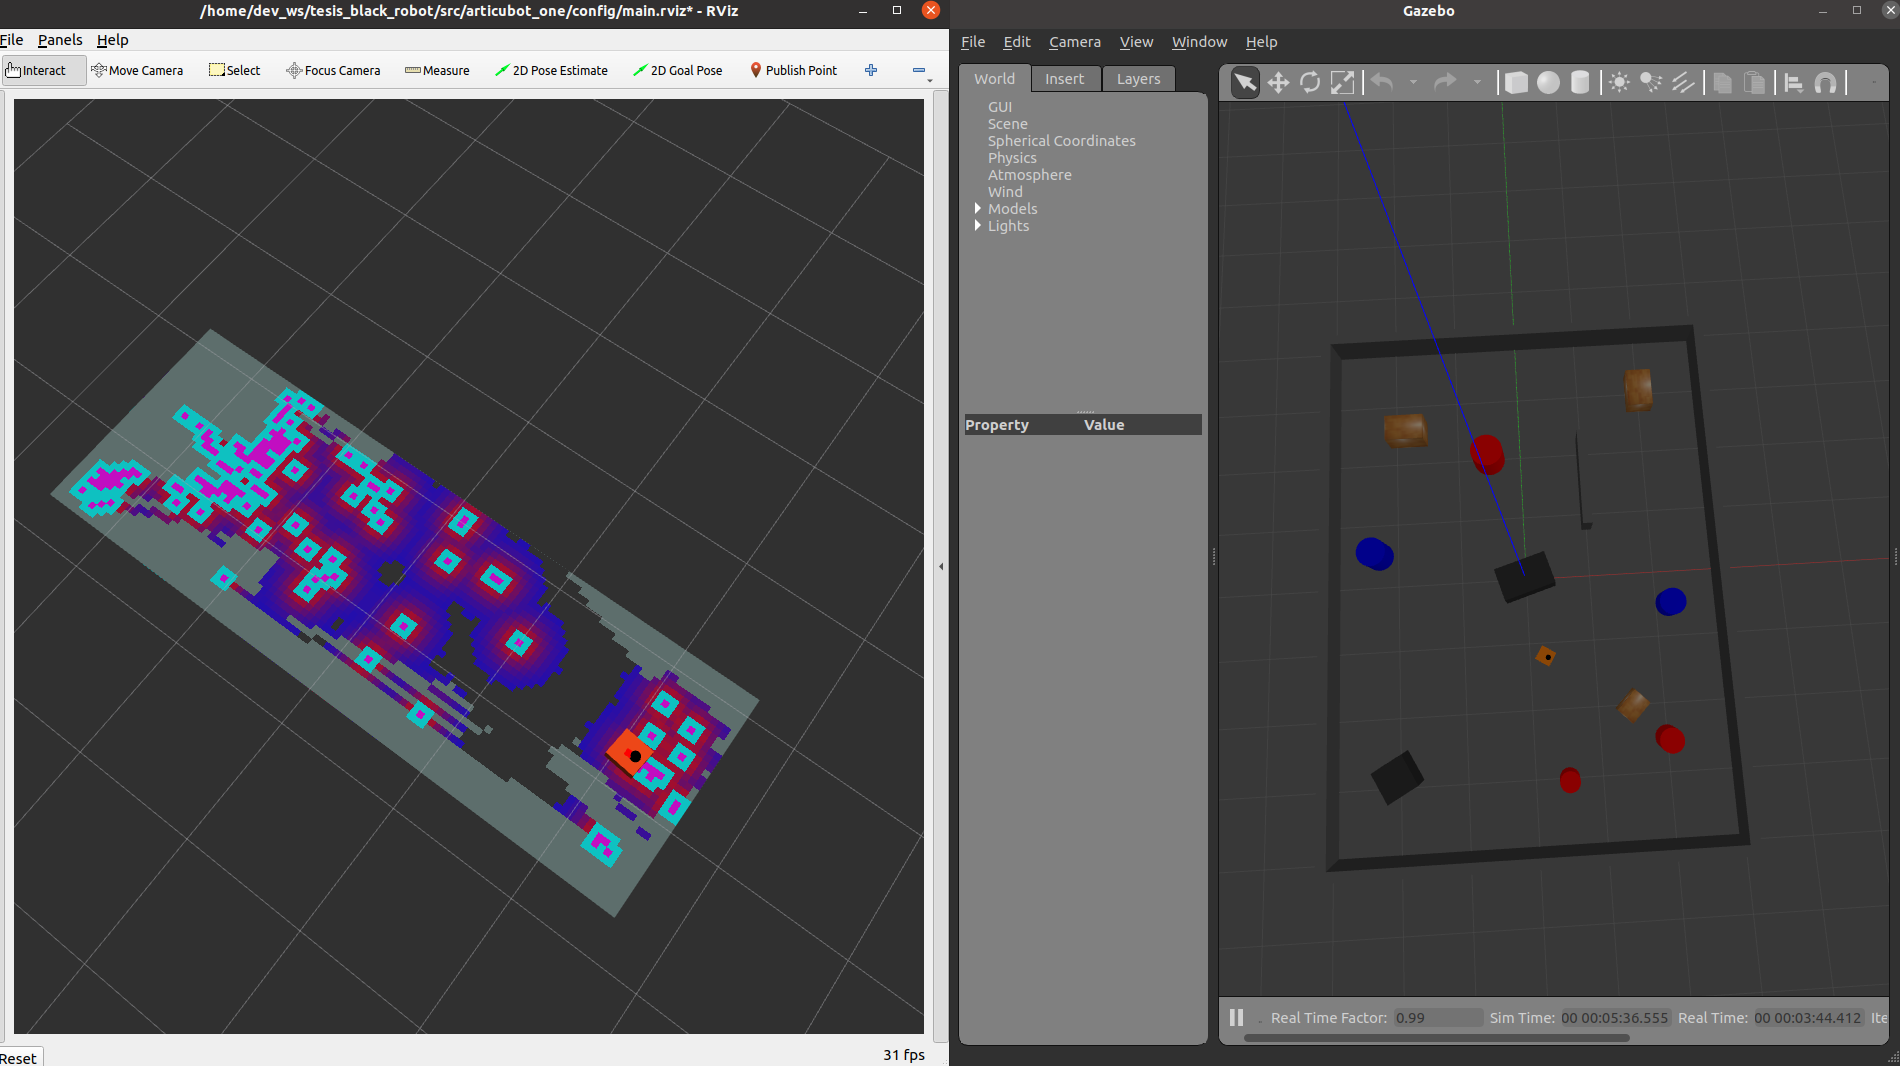 /home/dev_ws/tesis_black_robot/src/articubot_one/config/main.rviz* - RViz
File Panels Help
Interact Move Camera Select Focus Camera Measure 2D Pose Estimate 2D Goal Pose Publish Point
Reset
31 fps
Gazebo
File Edit Camera View Window Help
World Insert Layers
GUI
Scene
Spherical Coordinates
Physics
Atmosphere
Wind
Models
Lights
Property Value
Real Time Factor: 0.99 Sim Time: 00 00:05:36.555 Real Time: 00 00:03:44.412 Ite